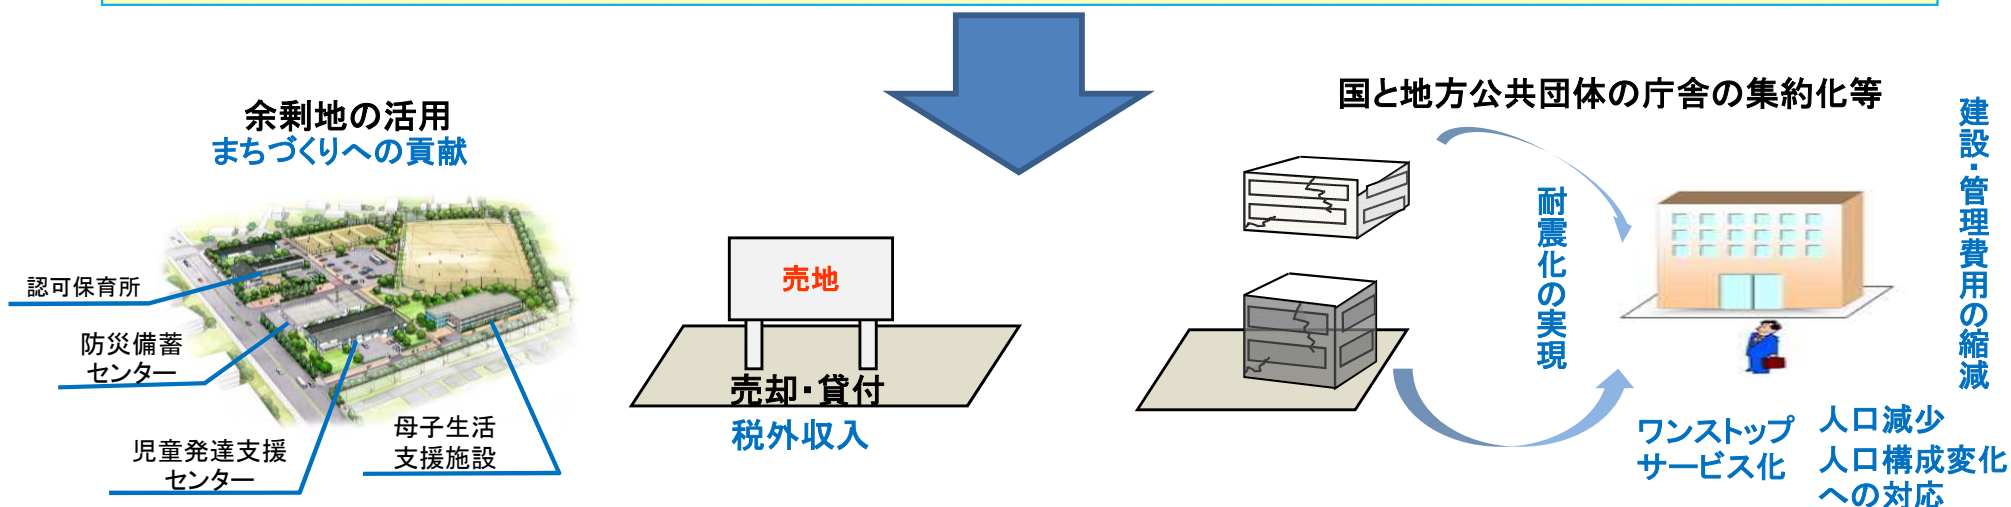 余剰地の活用
まちづくりへの貢献
認可保育所
防災備蓄
センター
児童発達支援
センター
母子生活
支援施設
売地
売却・貸付
税外収入
国と地方公共団体の庁舎の集約化等
耐震化の実現
建設・管理費用の縮減
ワンストップ
サービス化
人口減少
人口構成変化
への対応